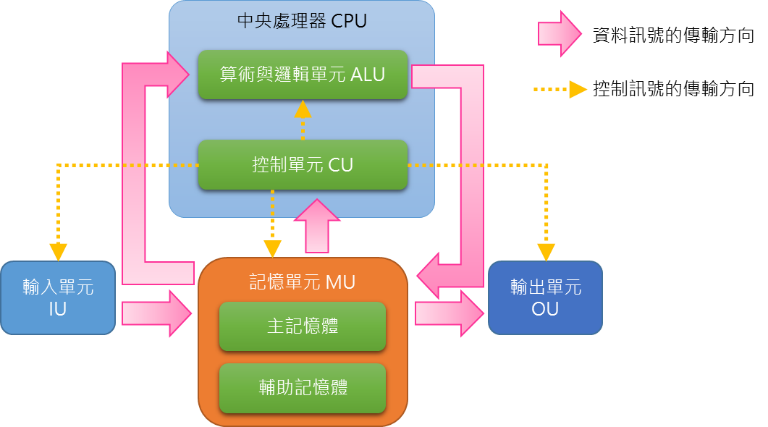 中央處理器 CPU
算術與邏輯單元 ALU
控制單元 CU
輸入單元
IU
記憶單元 MU
主記憶體
輔助記憶體
輸出單元
OU
資料訊號的傳輸方向
控制訊號的傳輸方向